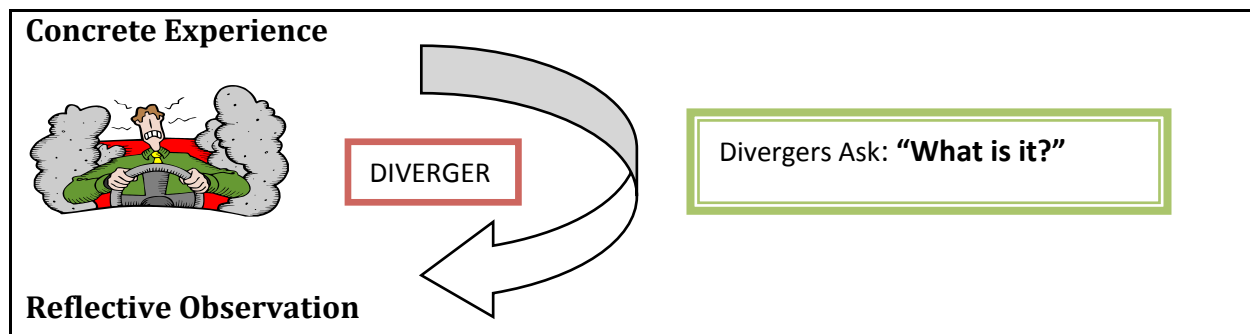 Concrete Experience
DIVERGER
Divergers Ask: “What is it?”
Reflective Observation